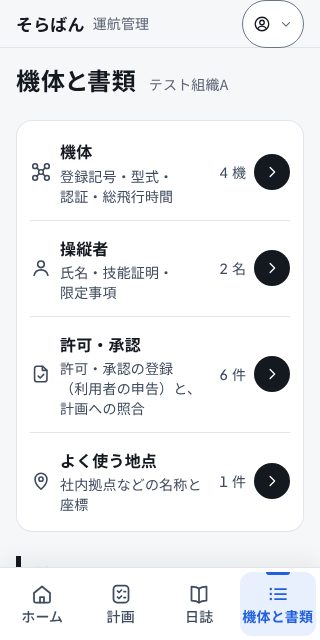 そらばん 運航管理
機体と書類 テスト組織A
機体
登録記号・型式・
認証・総飛行時間
4 機
操縦者
氏名・技能証明・
限定事項
2 名
許可・承認
許可・承認の登録
（利用者の申告）と、
計画への照合
6 件
よく使う地点
社内拠点などの名称と
座標
1 件
ホーム
計画
日誌
機体と書類